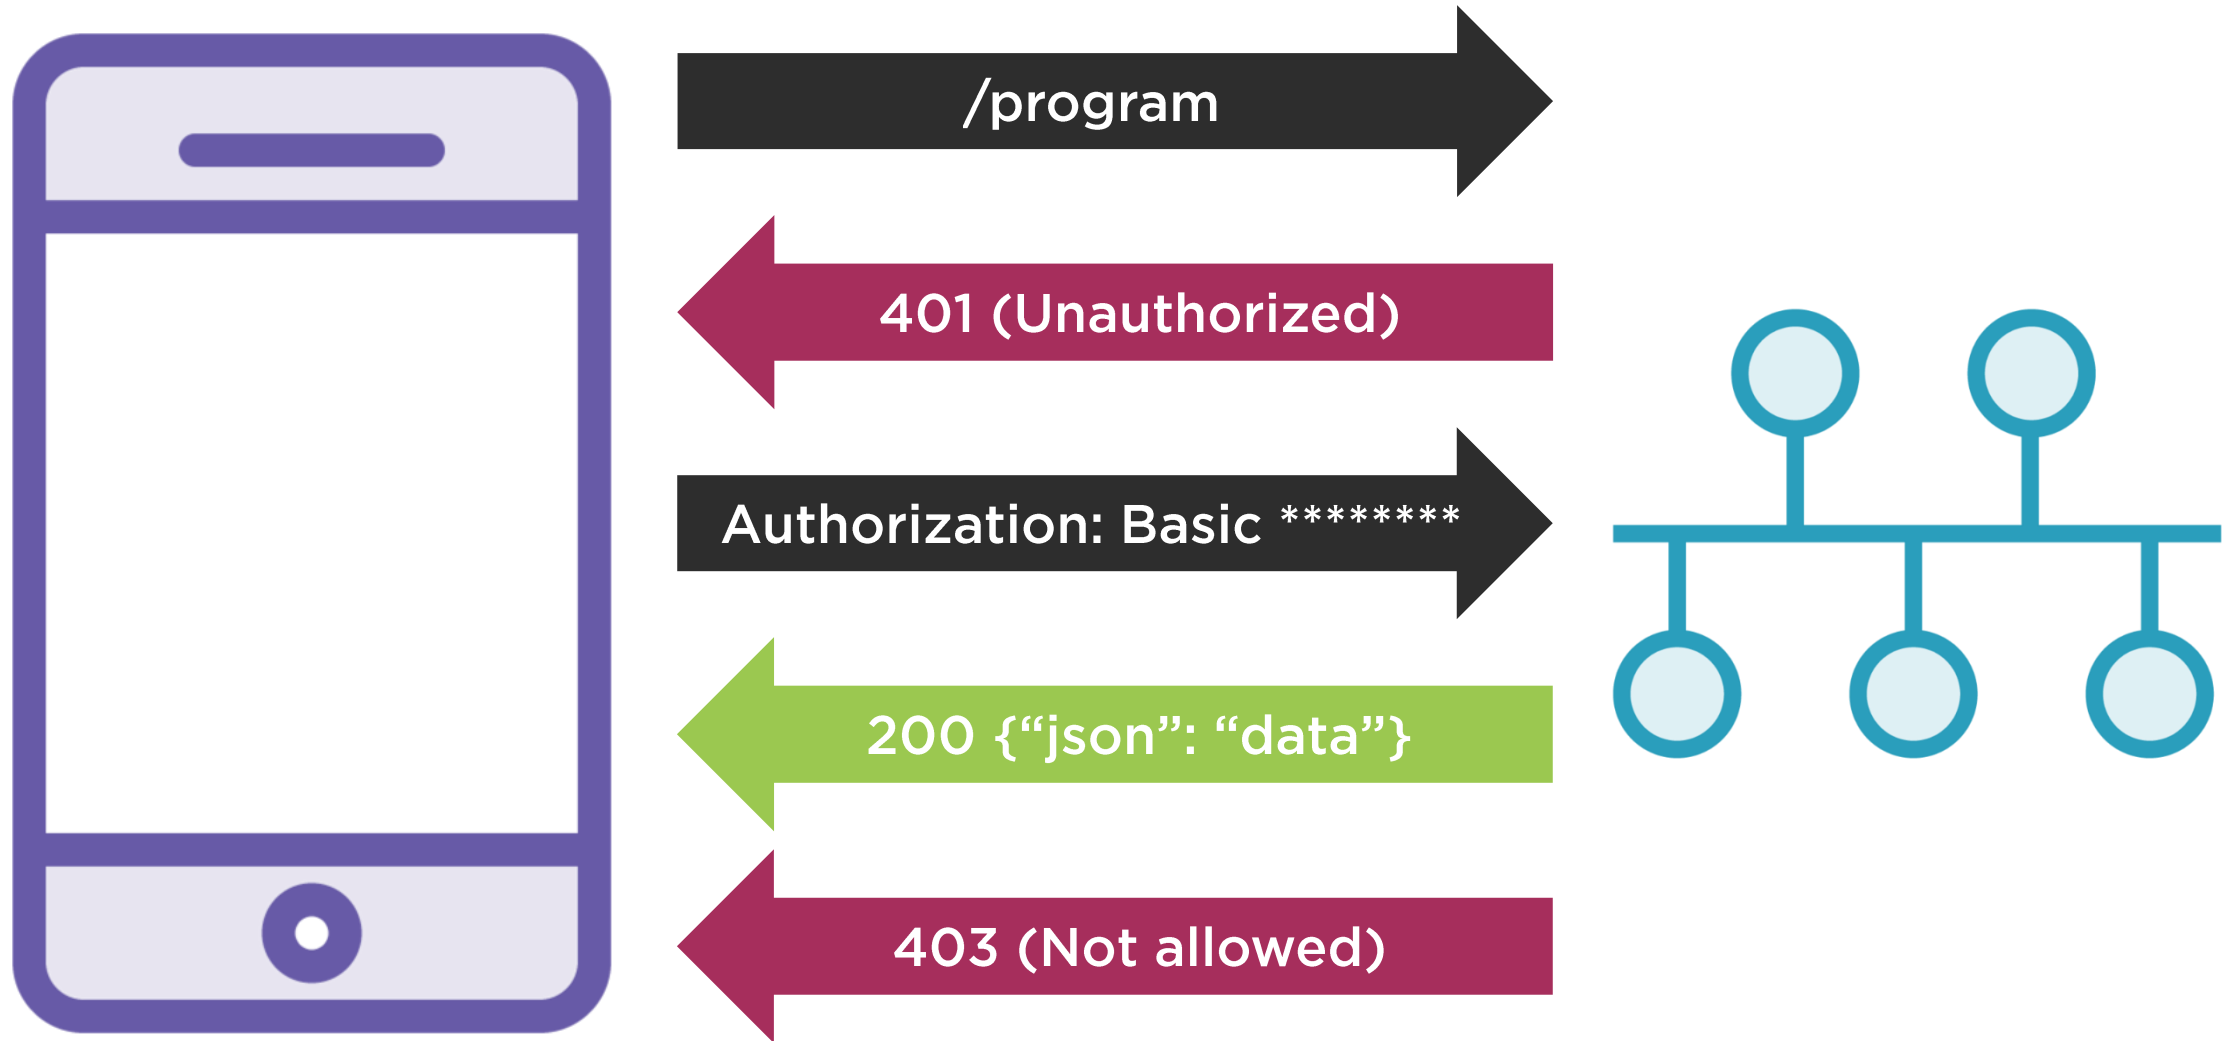 /program
401 (Unauthorized)
Authorization: Basic ********
200 {“json”: “data”}
403 (Not allowed)